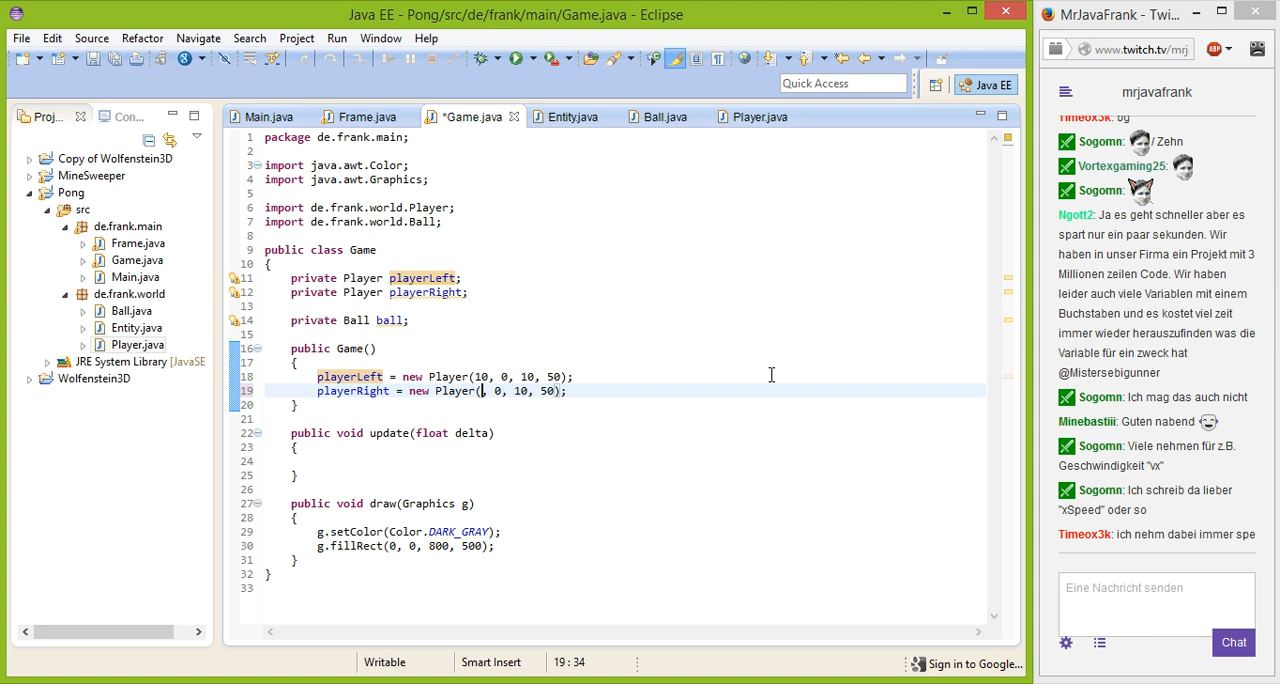 Java EE - Pong/src/de/frank/main/Game.java - Eclipse
File Edit Source Refactor Navigate Search Project Run Window Help
Quick Access
Java EE
Proj...
Con...
Copy of Wolfenstein3D
MineSweeper
Pong
src
de.frank.main
Frame.java
Game.java
Main.java
de.frank.world
Ball.java
Entity.java
Player.java
JRE System Library [JavaSE
Wolfenstein3D
Main.java
Frame.java
*Game.java
Entity.java
Ball.java
Player.java
1 package de.frank.main;
2
3 import java.awt.Color;
4 import java.awt.Graphics;
5
6 import de.frank.world.Player;
7 import de.frank.world.Ball;
8
9 public class Game
10 {
11 private Player playerLeft;
12 private Player playerRight;
13
14 private Ball ball;
15
16 public Game()
17 {
18 playerLeft = new Player(10, 0, 10, 50);
19 playerRight = new Player(, 0, 10, 50);
20 }
21
22 public void update(float delta)
23 {
24
25 }
26
27 public void draw(Graphics g)
28 {
29 g.setColor(Color.DARK_GRAY);
30 g.fillRect(0, 0, 800, 500);
31 }
32 }
33
Writable
Smart Insert
19 : 34
Sign in to Google...
MrJavaFrank - Twi...
www.twitch.tv/mrj
ABP
mrjavafrank
Timeox3k: bg
Sogomn: / Zehn
Vortexgaming25:
Sogomn:
Ngott2: Ja es geht schneller aber es
spart nur ein paar sekunden. Wir
haben in unser Firma ein Projekt mit 3
Millionen zeilen Code. Wir haben
leider auch viele Variablen mit einem
Buchstaben und es kostet viel zeit
immer wieder herauszufinden was die
Variable für ein zweck hat
@Mistersebigunner
Sogomn: Ich mag das auch nicht
Minebastiii: Guten nabend
Sogomn: Viele nehmen für z.B.
Geschwindigkeit "vx"
Sogomn: Ich schreib da lieber
"xSpeed" oder so
Timeox3k: ich nehm dabei immer spe
Eine Nachricht senden
Chat